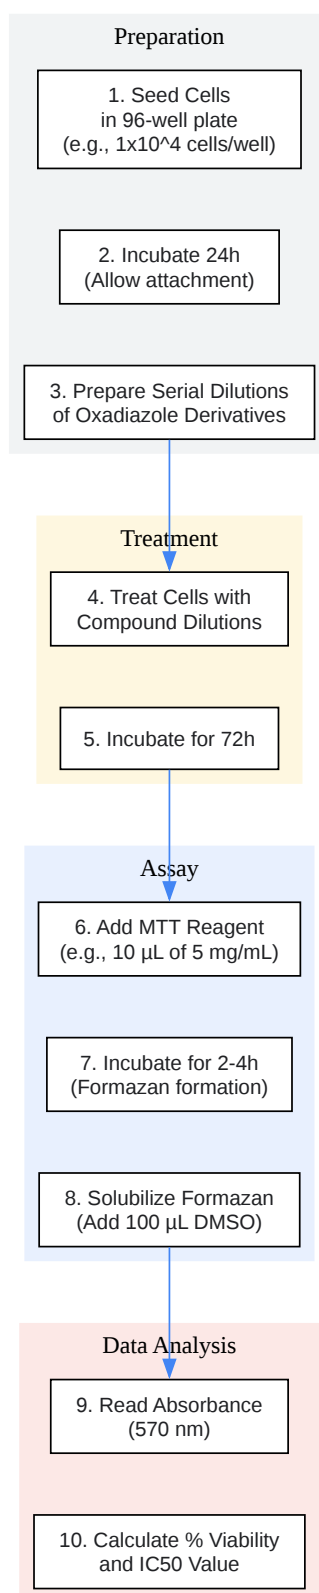 Preparation
1. Seed Cells
in 96-well plate
(e.g., 1x10^4 cells/well)
2. Incubate 24h
(Allow attachment)
3. Prepare Serial Dilutions
of Oxadiazole Derivatives
Treatment
4. Treat Cells with
Compound Dilutions
5. Incubate for 72h
Assay
6. Add MTT Reagent
(e.g., 10 µL of 5 mg/mL)
7. Incubate for 2-4h
(Formazan formation)
8. Solubilize Formazan
(Add 100 µL DMSO)
Data Analysis
9. Read Absorbance
(570 nm)
10. Calculate % Viability
and IC50 Value